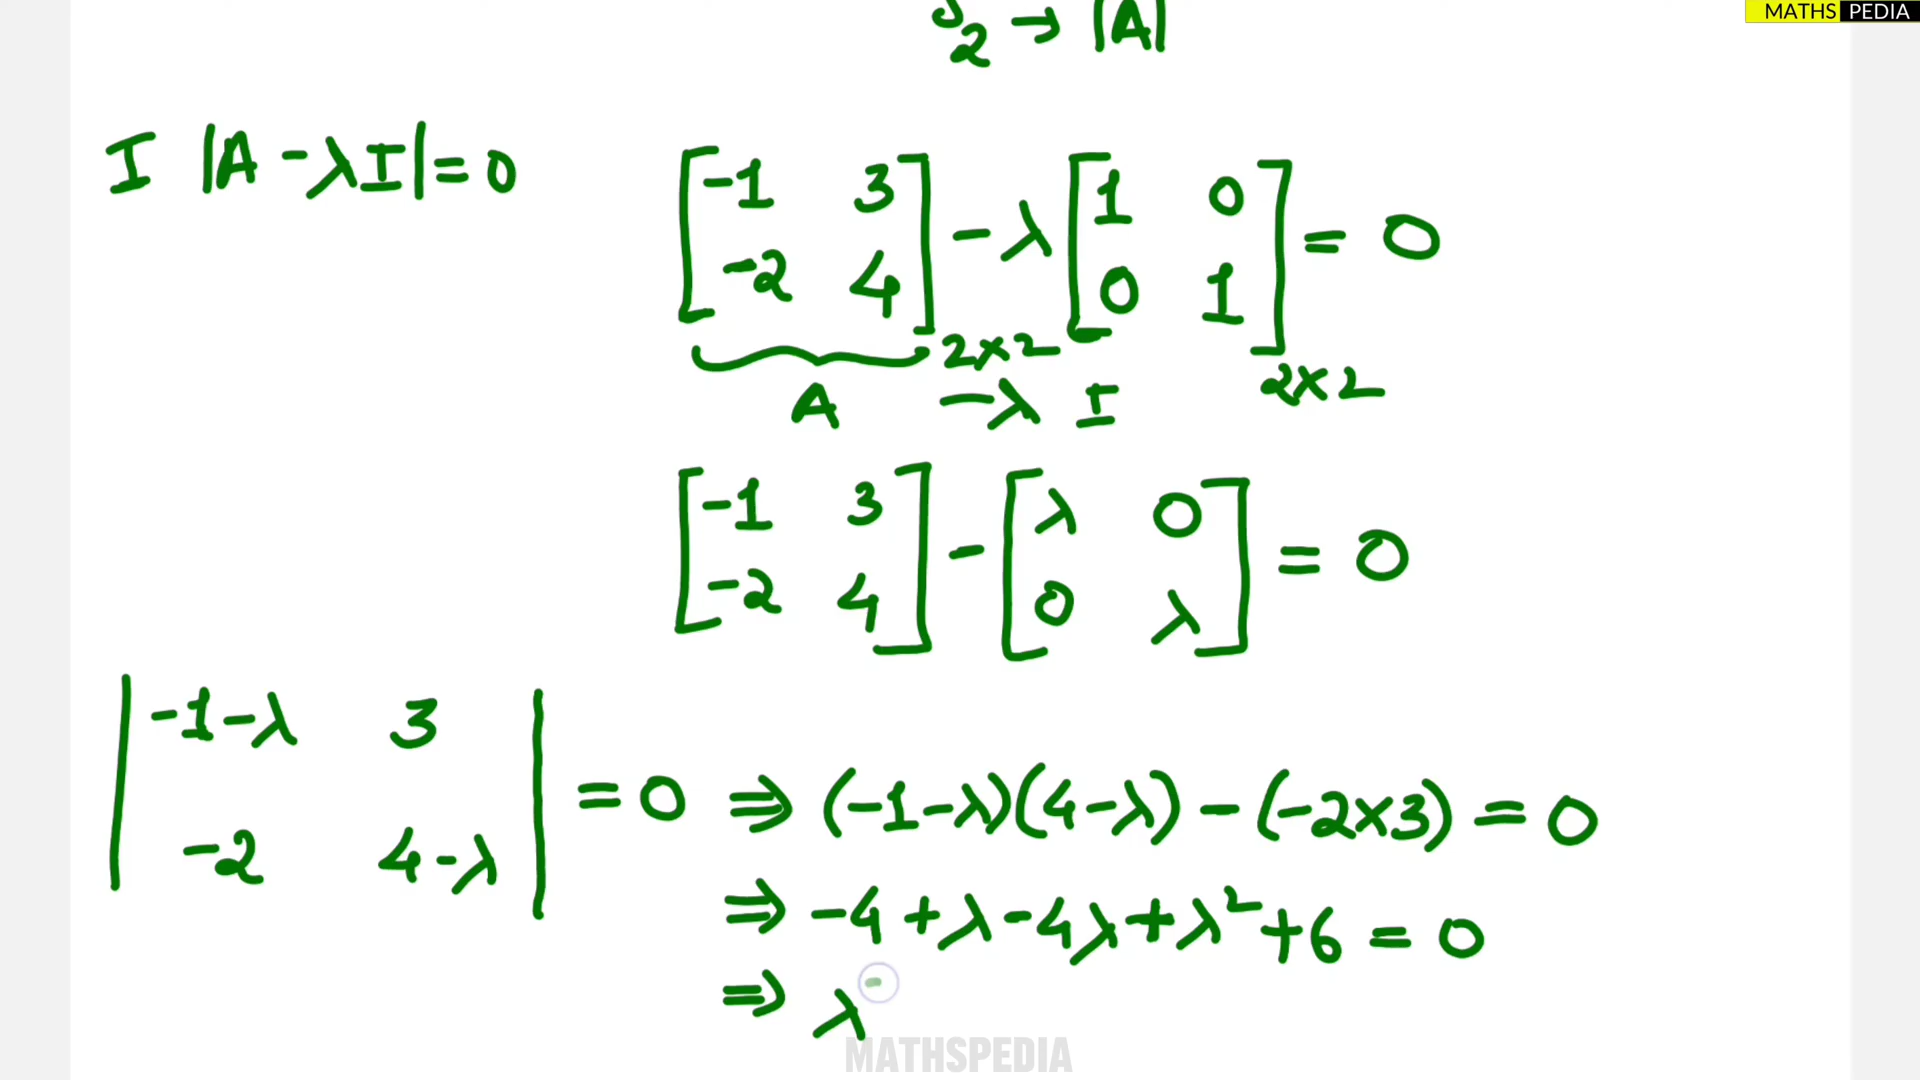 MATHS PEDIA
2 → |A|
I |A - λI| = 0
[-1 3
-2 4] 2×2 - λ [1 0
0 1] 2×2 = 0
A - λ I
[-1 3
-2 4] - [λ 0
0 λ] = 0
|-1-λ 3
-2 4-λ| = 0 ⇒ (-1-λ)(4-λ) - (-2×3) = 0
⇒ -4 + λ - 4λ + λ² + 6 = 0
⇒ λ
MATHSPEDIA